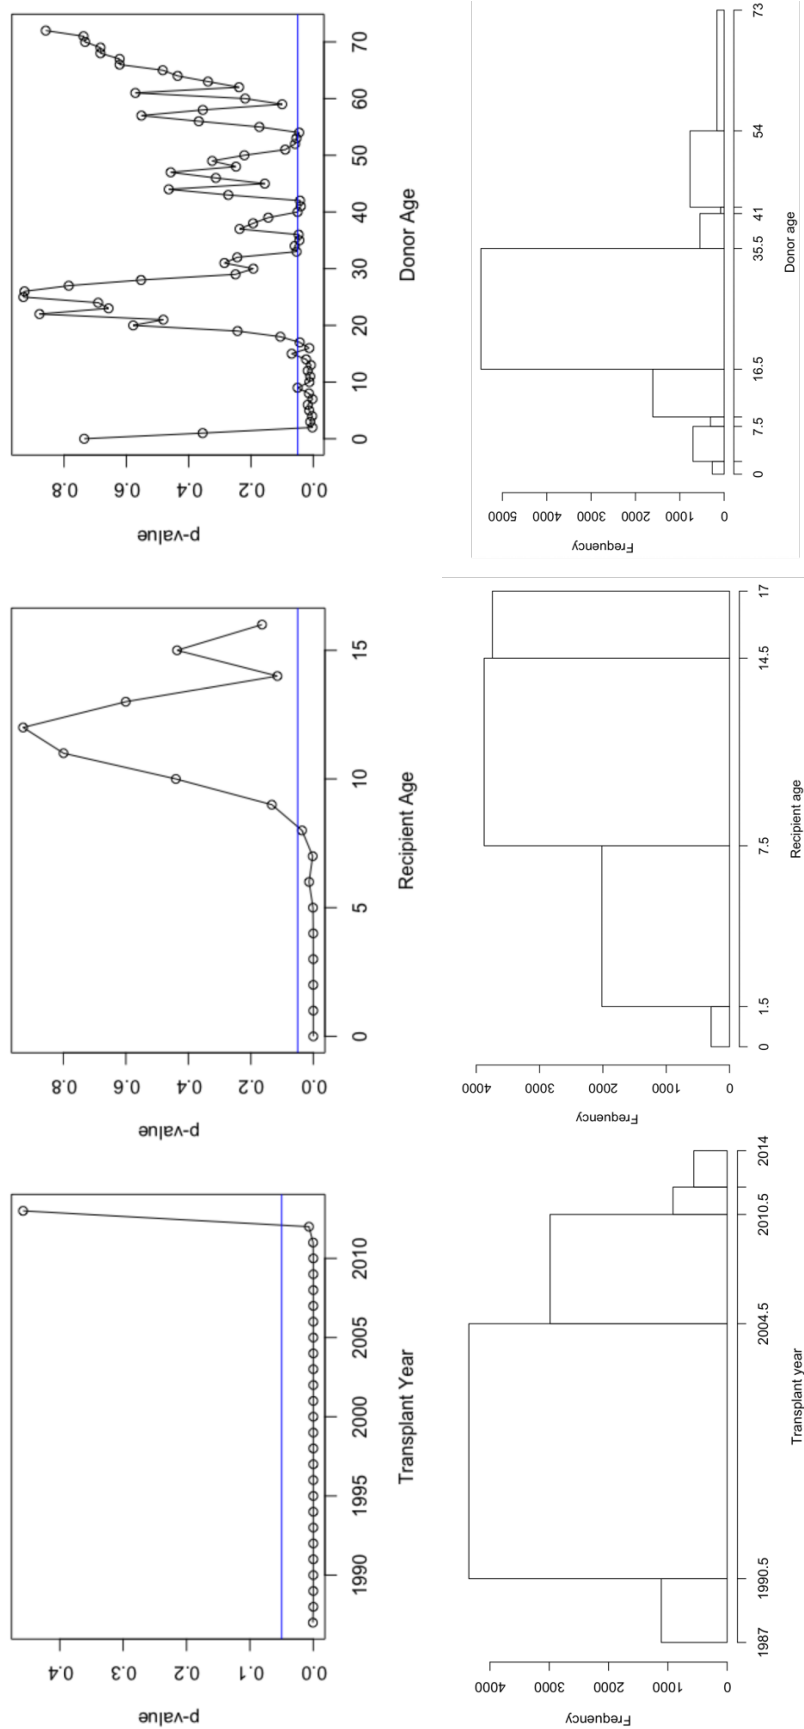 p-value
0.0 0.1 0.2 0.3 0.4
1990 1995 2000 2005 2010
Transplant Year
p-value
0.0 0.2 0.4 0.6 0.8
0 5 10 15
Recipient Age
p-value
0.0 0.2 0.4 0.6 0.8
0 10 20 30 40 50 60 70
Donor Age
Frequency
0 1000 2000 3000 4000
1987 1990.5 2004.5 2010.5 2014
Transplant year
Frequency
0 1000 2000 3000 4000
0 1.5 7.5 14.5 17
Recipient age
Frequency
0 1000 2000 3000 4000 5000
0 7.5 16.5 35.5 41 54 73
Donor age